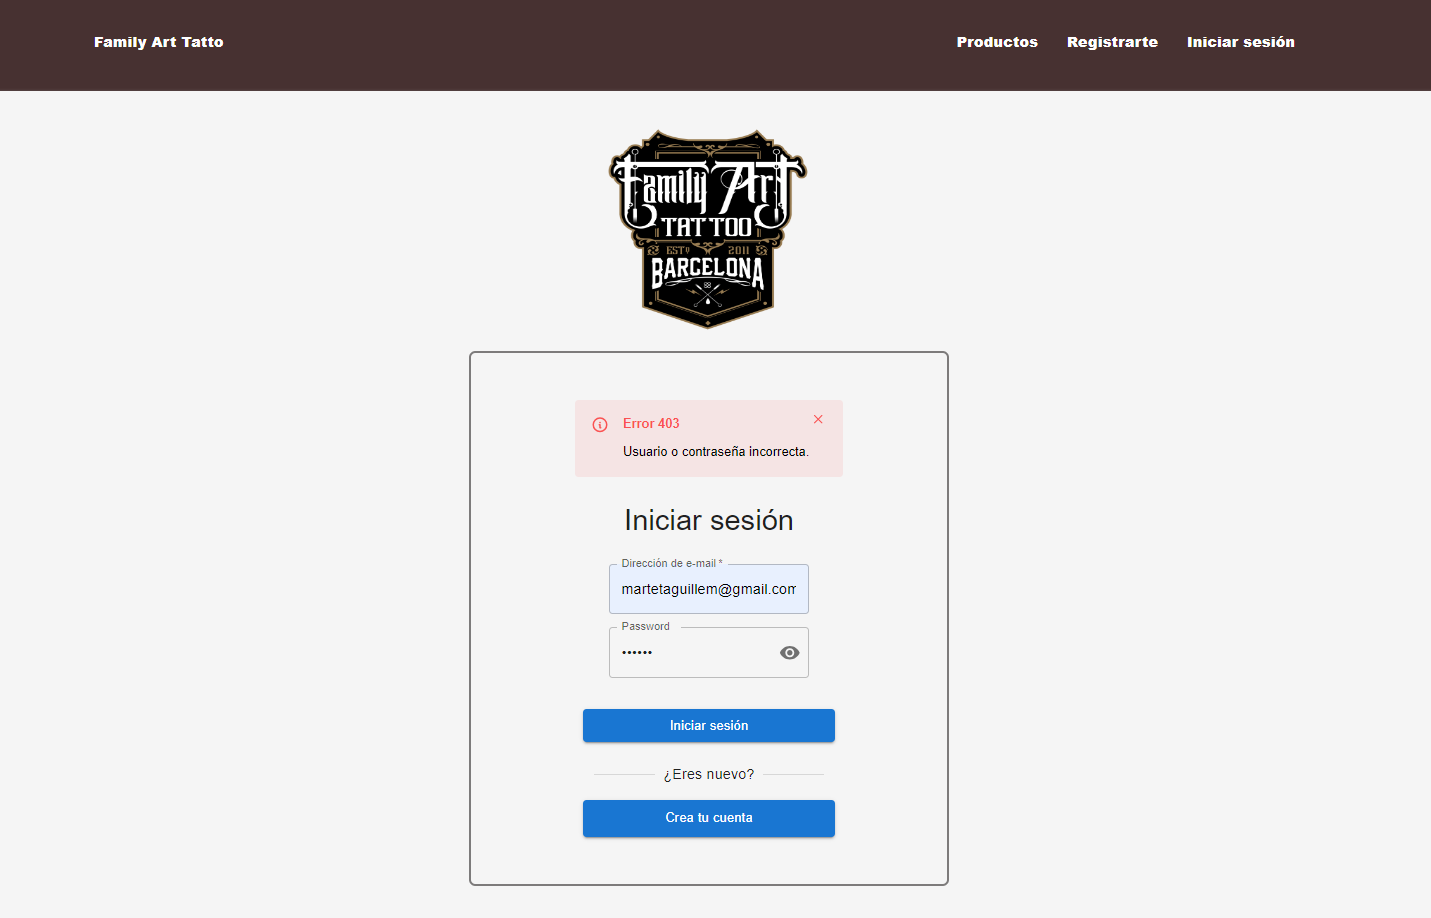 Family Art Tatto
Productos Registrarte Iniciar sesión
Family Art
TATTOO
ESTD 2011
BARCELONA
Error 403
Usuario o contraseña incorrecta.
Iniciar sesión
Dirección de e-mail *
martetaguillem@gmail.com
Password
••••••
Iniciar sesión
¿Eres nuevo?
Crea tu cuenta